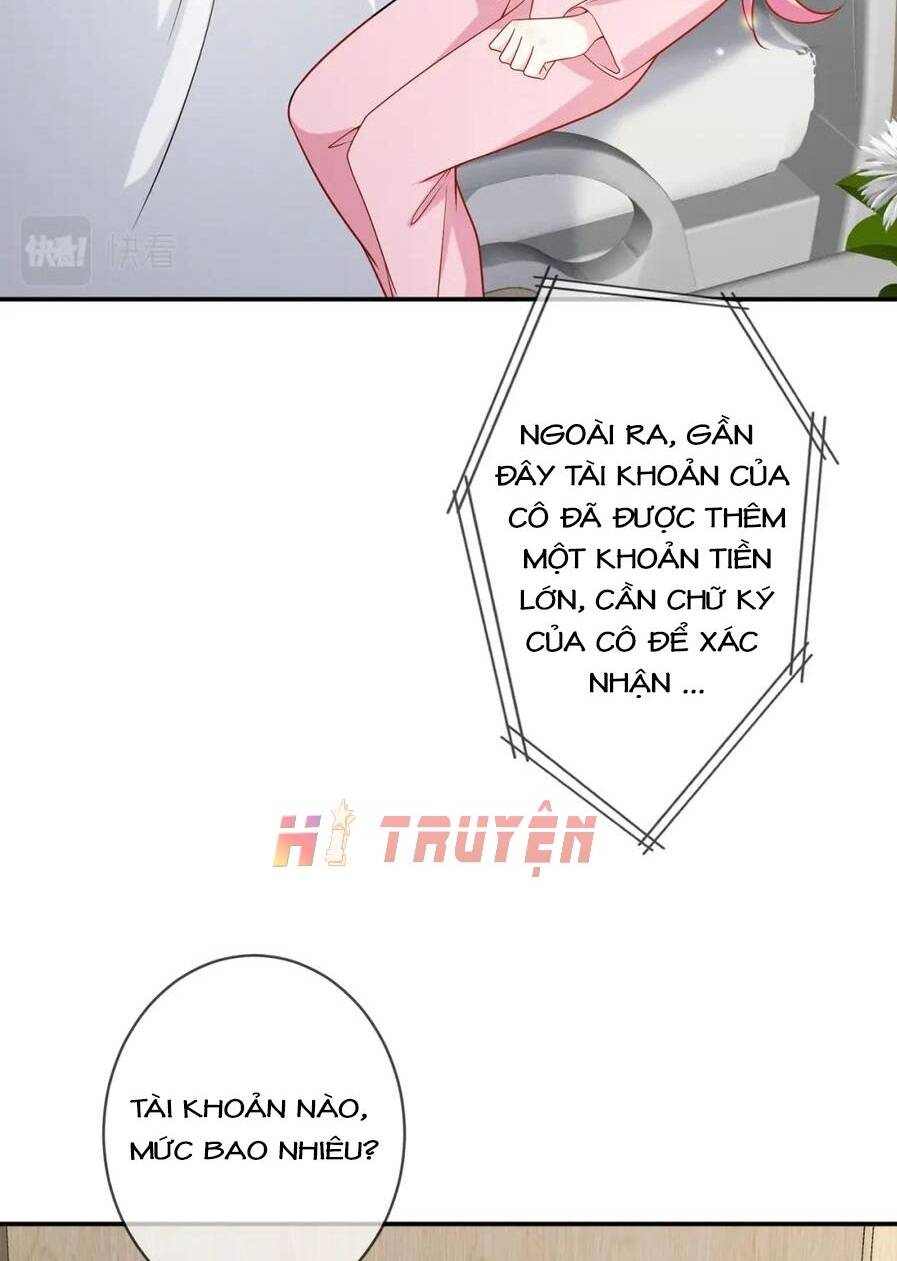 快看! 快看
NGOÀI RA, GẦN
ĐÂY TÀI KHOẢN CỦA
CÔ ĐÃ ĐƯỢC THÊM
MỘT KHOẢN TIỀN
LỚN, CẦN CHỮ KÝ
CỦA CÔ ĐỂ XÁC
NHẬN ...
HI TRUYỆN
TÀI KHOẢN NÀO,
MỨC BAO NHIÊU?